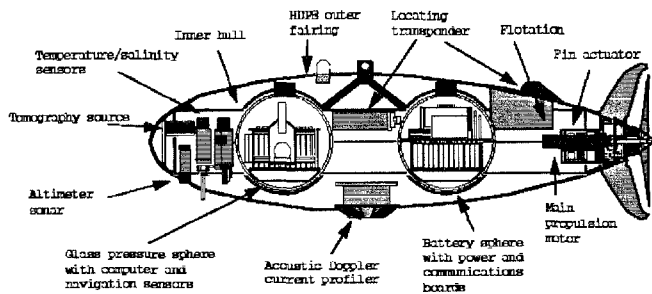 HDPE outer
fairing
Locating
transponder
Inner hull
Flotation
Temperature/salinity
sensors
Fin actuator
Tomography source
Altimeter
sonar
Main
propulsion
motor
Glass pressure sphere
with computer and
navigation sensors
Acoustic Doppler
current profiler
Battery sphere
with power and
communications
boards